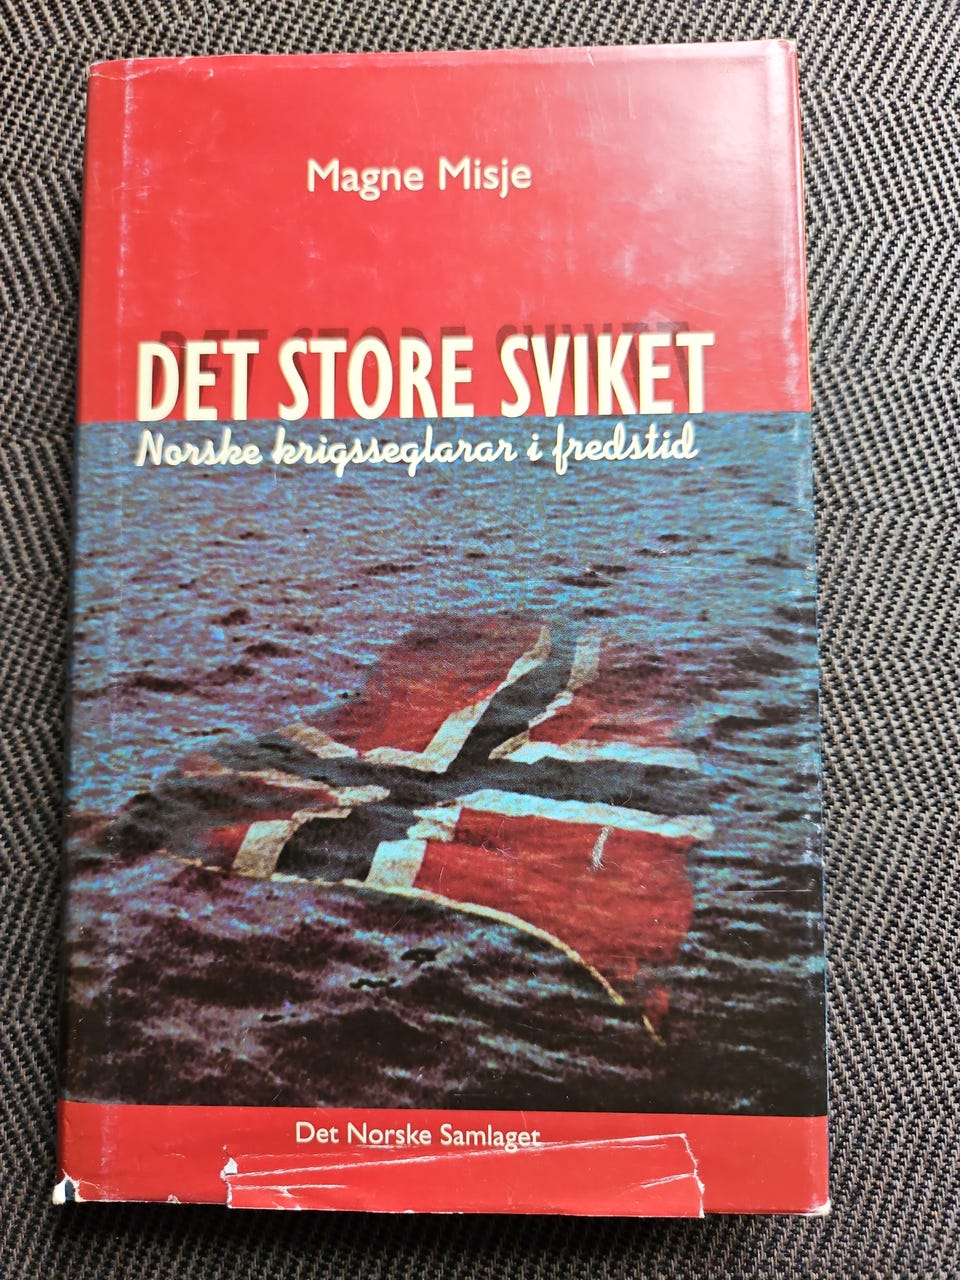 Magne Misje
DET STORE SVIKET
Norske krigsseglarar i fredstid
Det Norske Samlaget